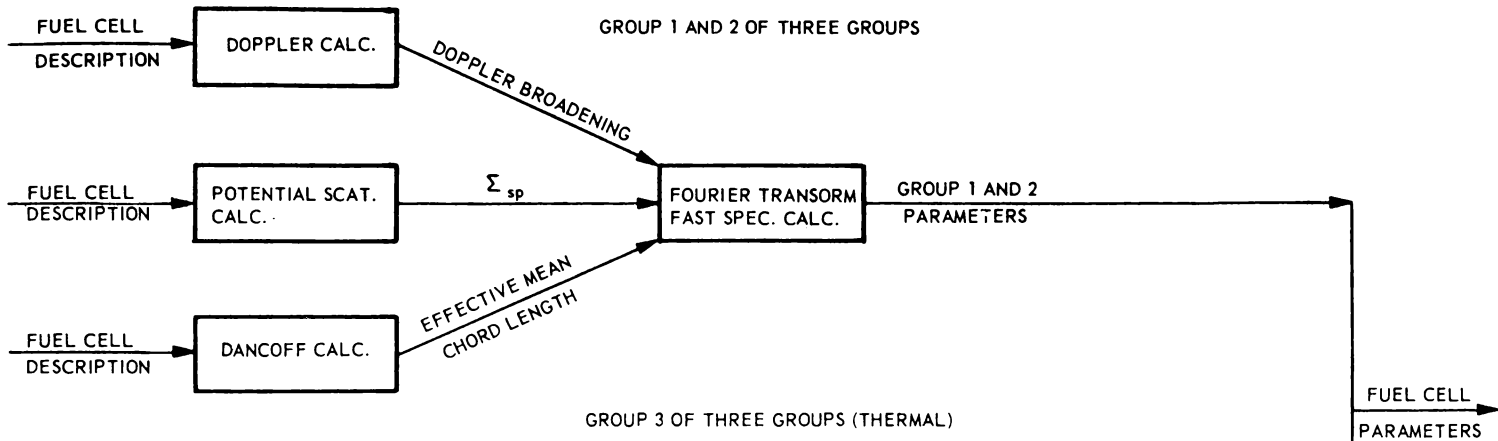 GROUP 1 AND 2 OF THREE GROUPS
FUEL CELL
DESCRIPTION
DOPPLER CALC.
DOPPLER BROADENING
FUEL CELL
DESCRIPTION
POTENTIAL SCAT.
CALC.
Σsp
FOURIER TRANSORM
FAST SPEC. CALC.
GROUP 1 AND 2
PARAMETERS
FUEL CELL
DESCRIPTION
DANCOFF CALC.
EFFECTIVE MEAN
CHORD LENGTH
FUEL CELL
PARAMETERS
GROUP 3 OF THREE GROUPS (THERMAL)